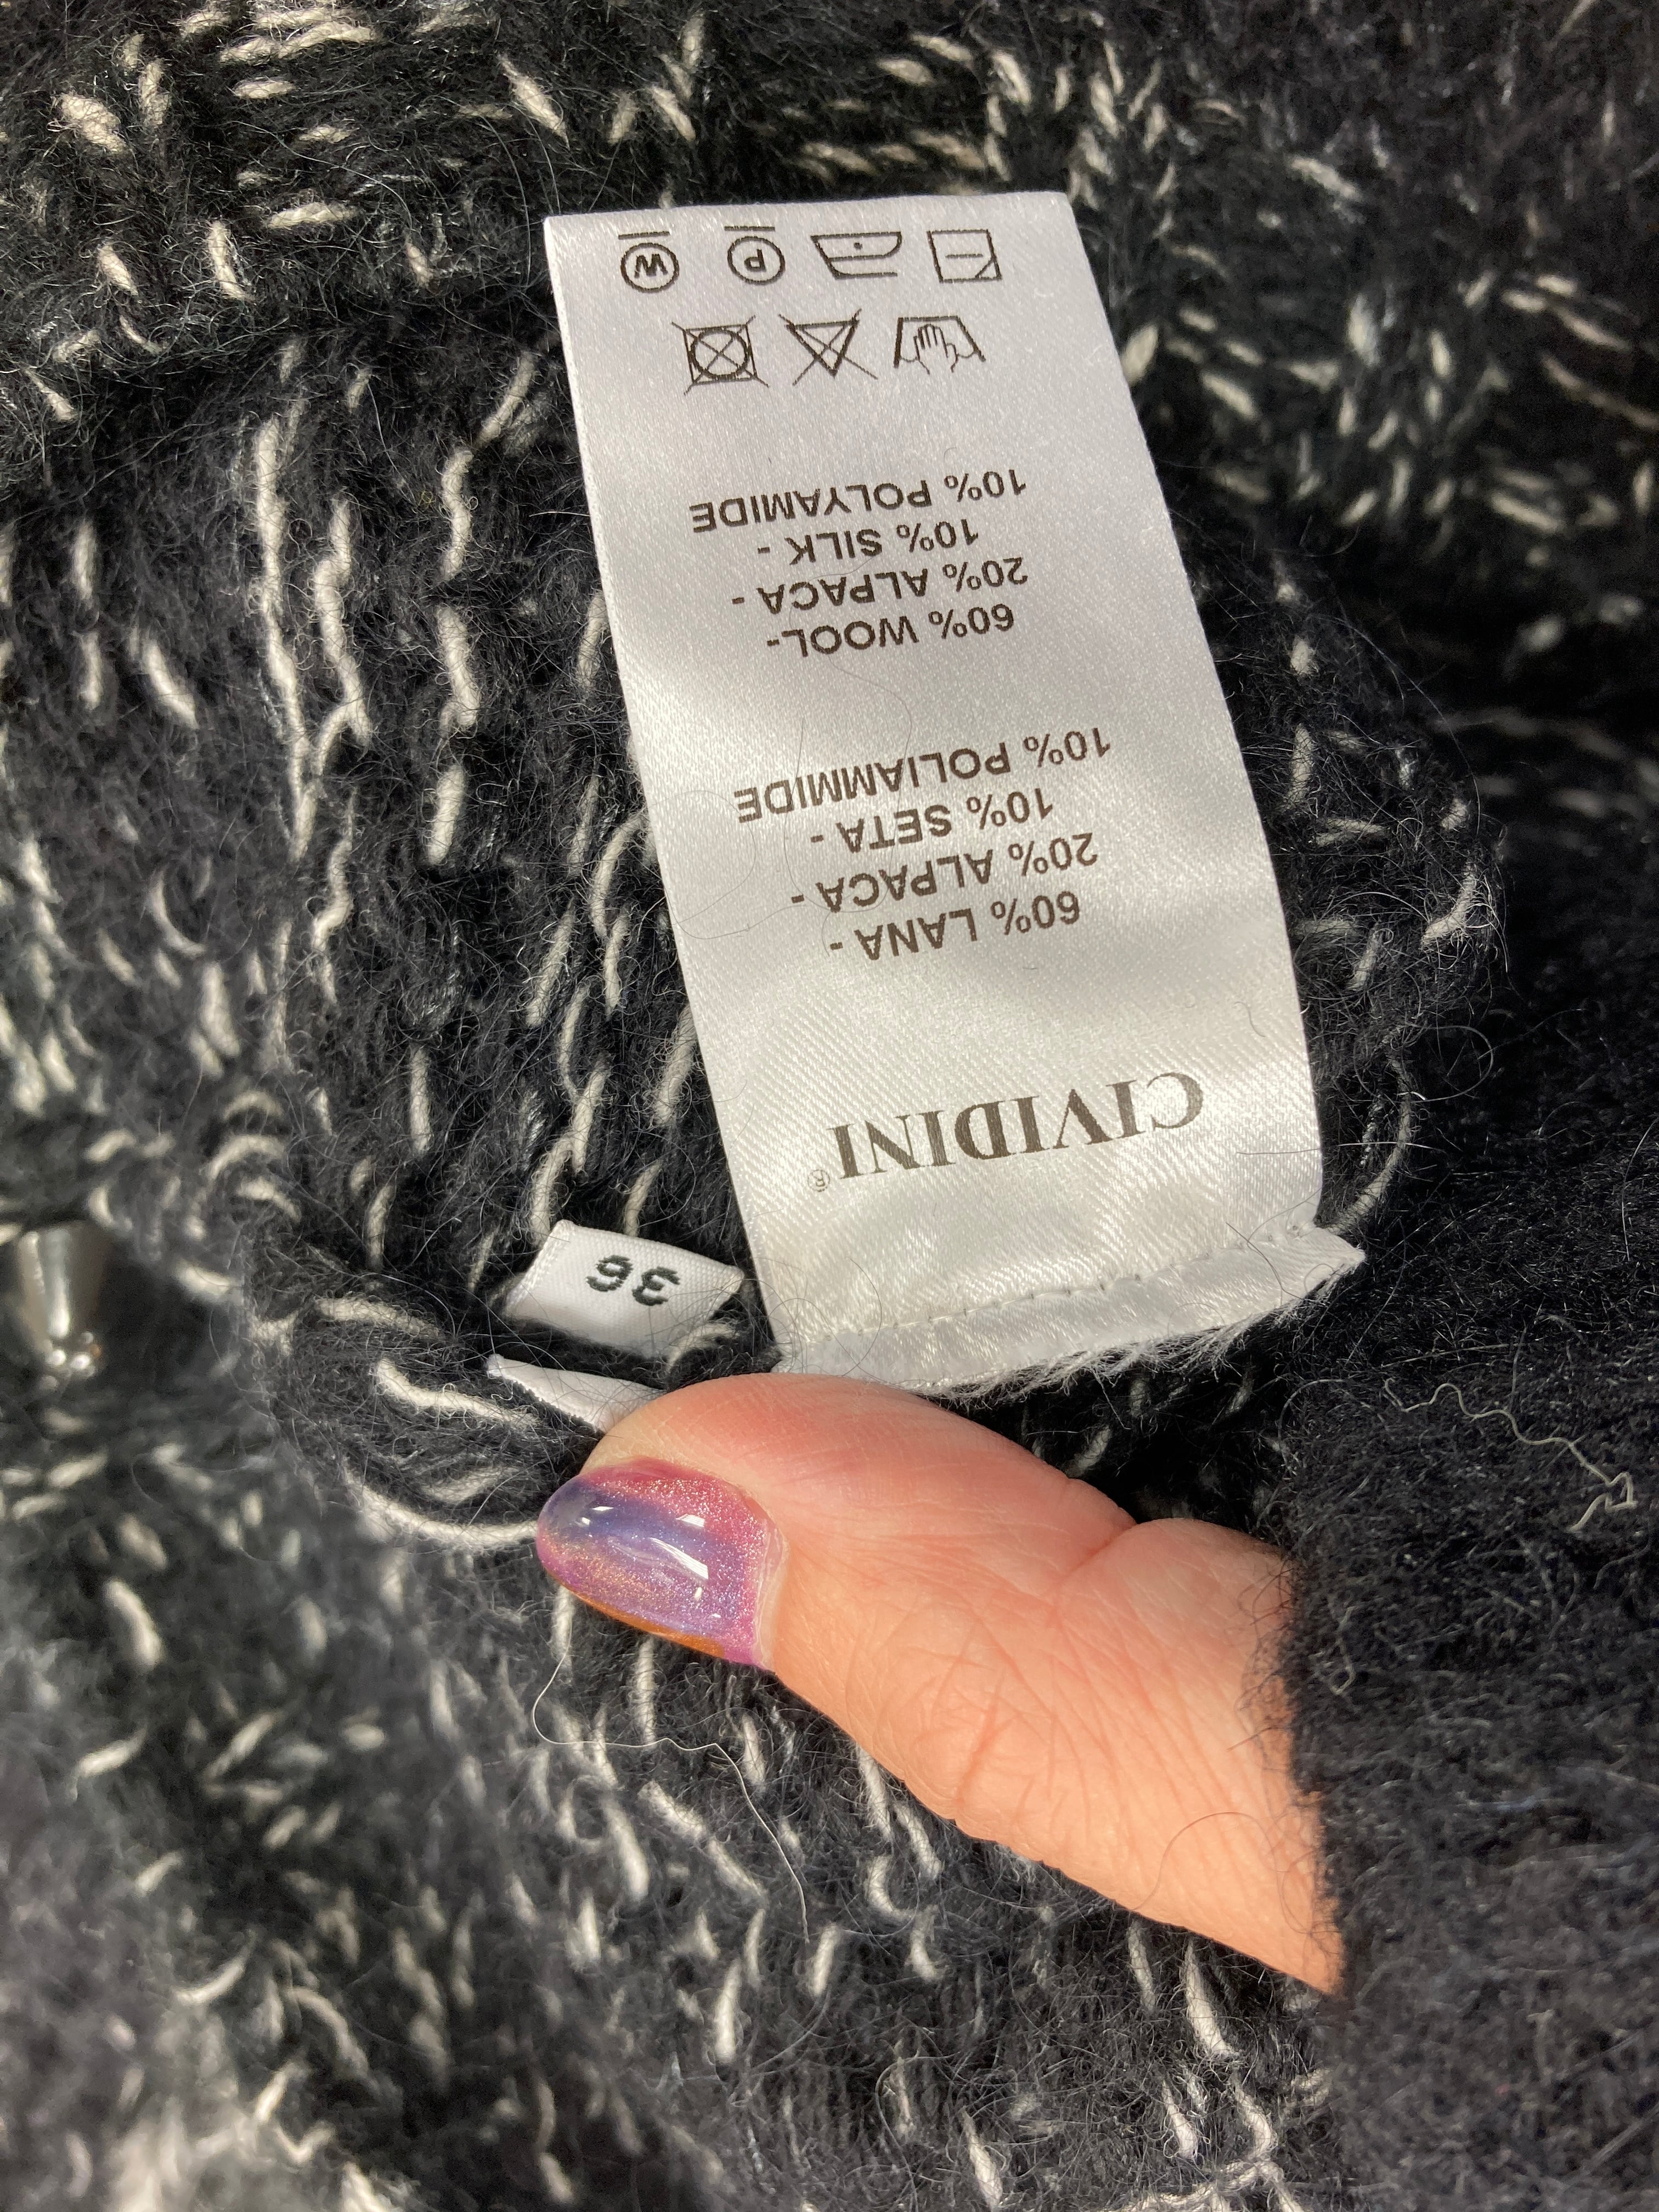 CIVIDINI®
60% LANA -
20% ALPACA -
10% SETA -
10% POLIAMMIDE
60% WOOL-
20% ALPACA -
10% SILK -
10% POLYAMIDE
P
W
36